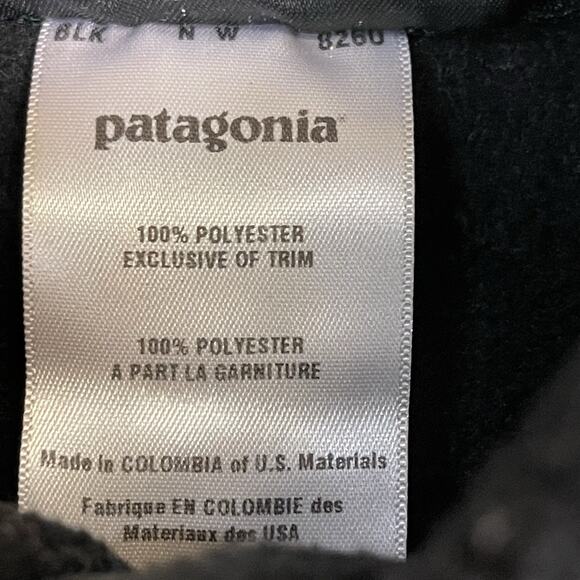 BLK N W 8260
patagonia
100% POLYESTER
EXCLUSIVE OF TRIM
100% POLYESTER
A PART LA GARNITURE
Made in COLOMBIA of U.S. Materials
Fabrique EN COLOMBIE des
Materiaux des USA